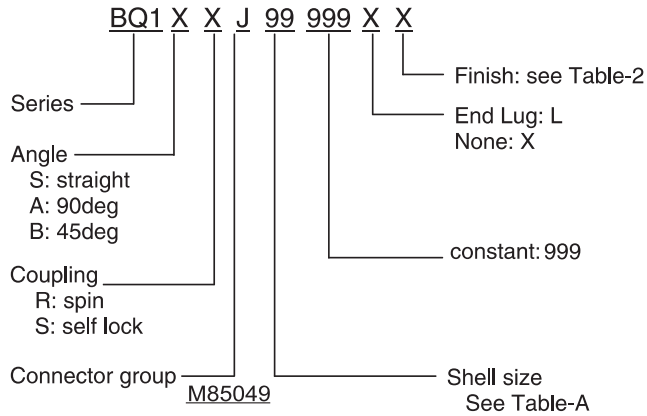 BQ1 X X J 99 999 X X
Finish: see Table-2
Series
End Lug: L
None: X
Angle
S: straight
A: 90deg
B: 45deg
constant: 999
Coupling
R: spin
S: self lock
Connector group
M85049
Shell size
See Table-A